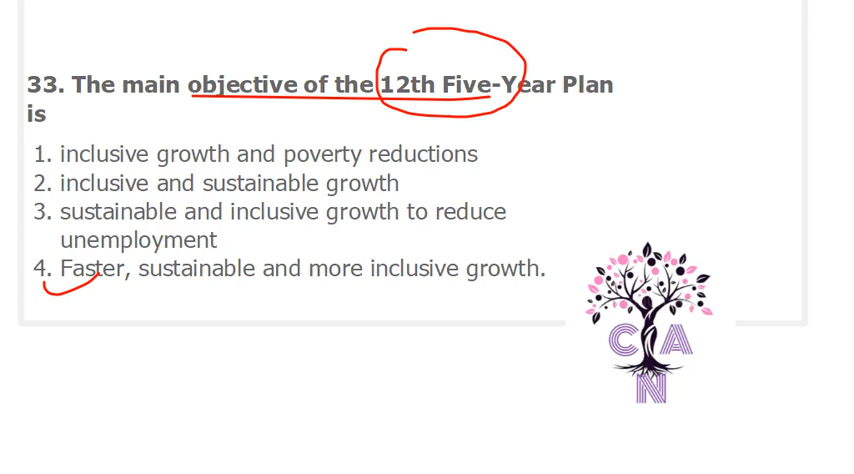 33. The main objective of the 12th Five-Year Plan
is
1. inclusive growth and poverty reductions
2. inclusive and sustainable growth
3. sustainable and inclusive growth to reduce
unemployment
4. Faster, sustainable and more inclusive growth.
C A
N